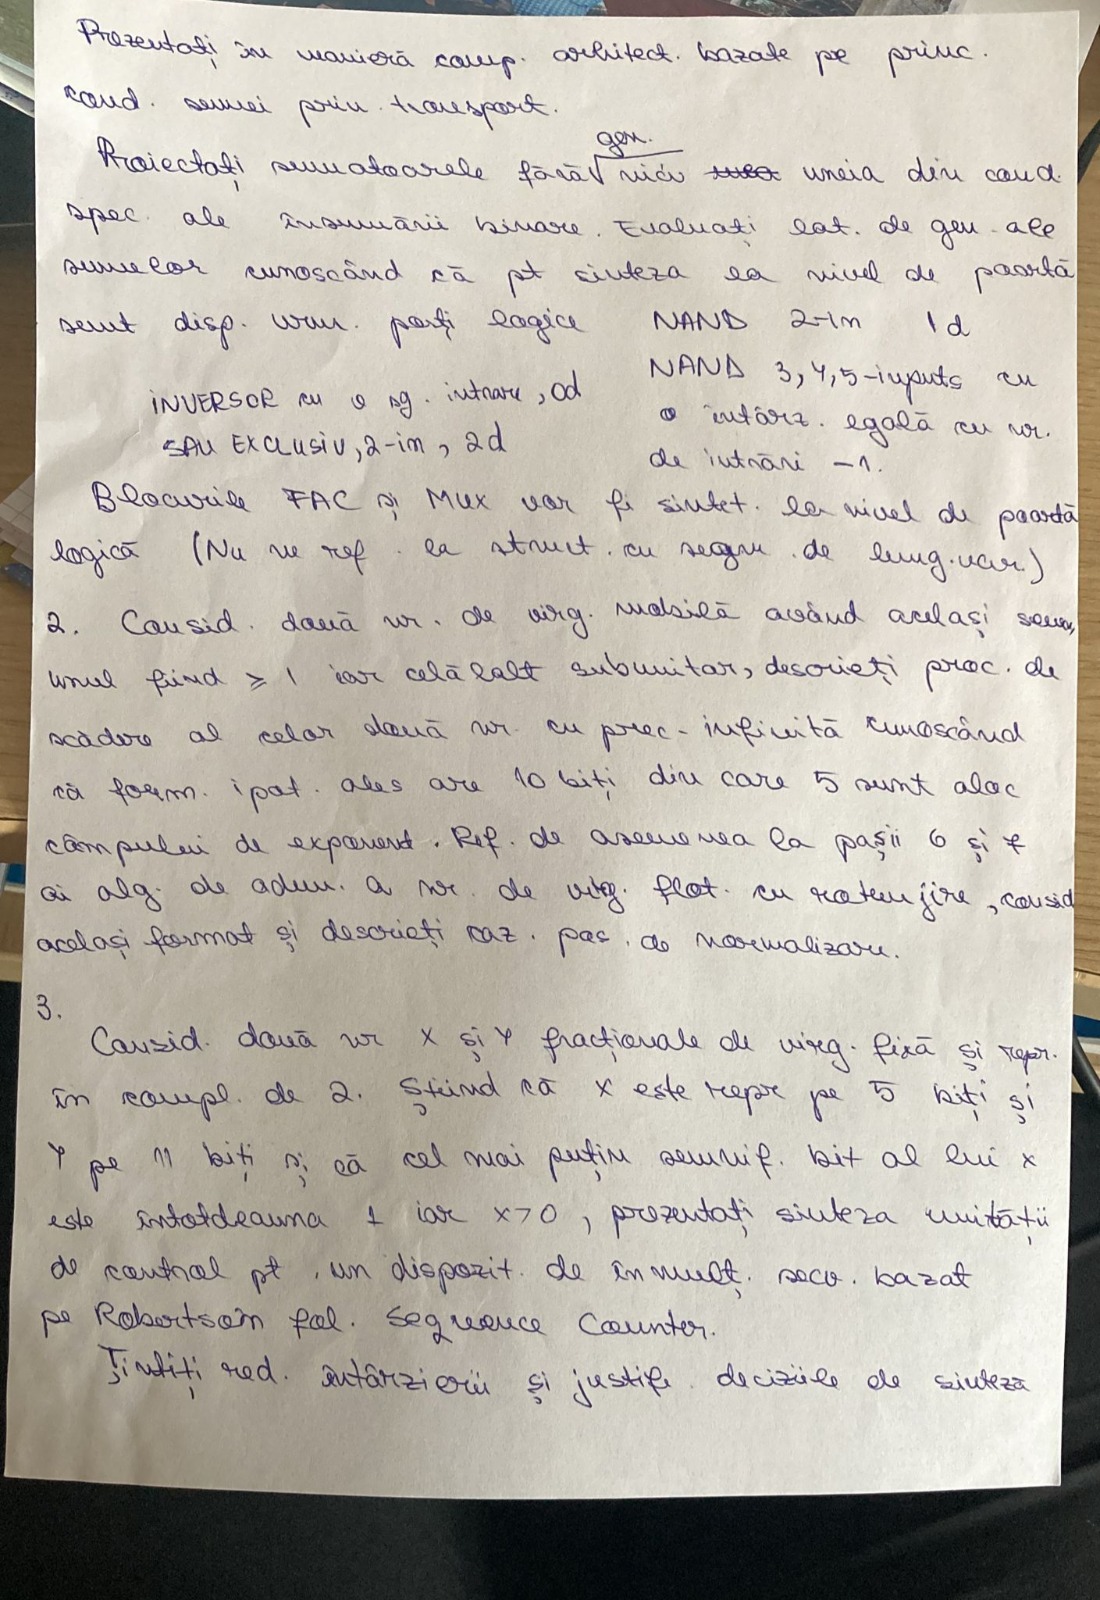 Prezentați în manieră comp. arhitect. bazate pe princ.
cond. sumei prin transport.
gen.
Proiectați sumatoarele fără √ nicio uneia din cond.
spec. ale însumării binare. Evaluați lat. de gen. ale
sumelor cunoscând că pt sinteza la nivel de poartă
sunt disp. urm. porți logice NAND 2-in 1d
NAND 3,4,5-inputs cu
INVERSOR cu o sg. intrare, 0d
o întârz. egală cu nr.
SAU EXCLUSIV, 2-in, 2d
de intrări -1.
Blocurile FAC și MUX vor fi sintet. la nivel de poartă
logică (Nu ne ref. la struct. cu segm. de lung. var.)
2. Consid. două nr. de virg. mobilă având același semn,
unul fiind ≥ 1 iar celălalt subunitar, descrieți proc. de
scădere al celor două nr. cu prec. infinită cunoscând
că form. ipot. ales are 10 biți din care 5 sunt aloc
câmpului de exponent. Ref. de asemenea la pașii 6 și 7
ai alg. de adun. a nr. de virg. flot. cu rotunjire, consid
același format și descrieți caz. pas. de normalizare.
3.
Consid. două nr x și Y fracționale de virg. fixă și repr.
în compl. de 2. Știind că x este repr pe 5 biți și
Y pe 11 biți și că cel mai puțin semnif. bit al lui x
este întotdeauna 1 iar x>0, prezentați sinteza unității
de control pt. un dispozit. de înmulț. secv. bazat
pe Robertson fol. Sequence Counter.
Țintiți red. întârzierii și justif. deciziile de sinteză